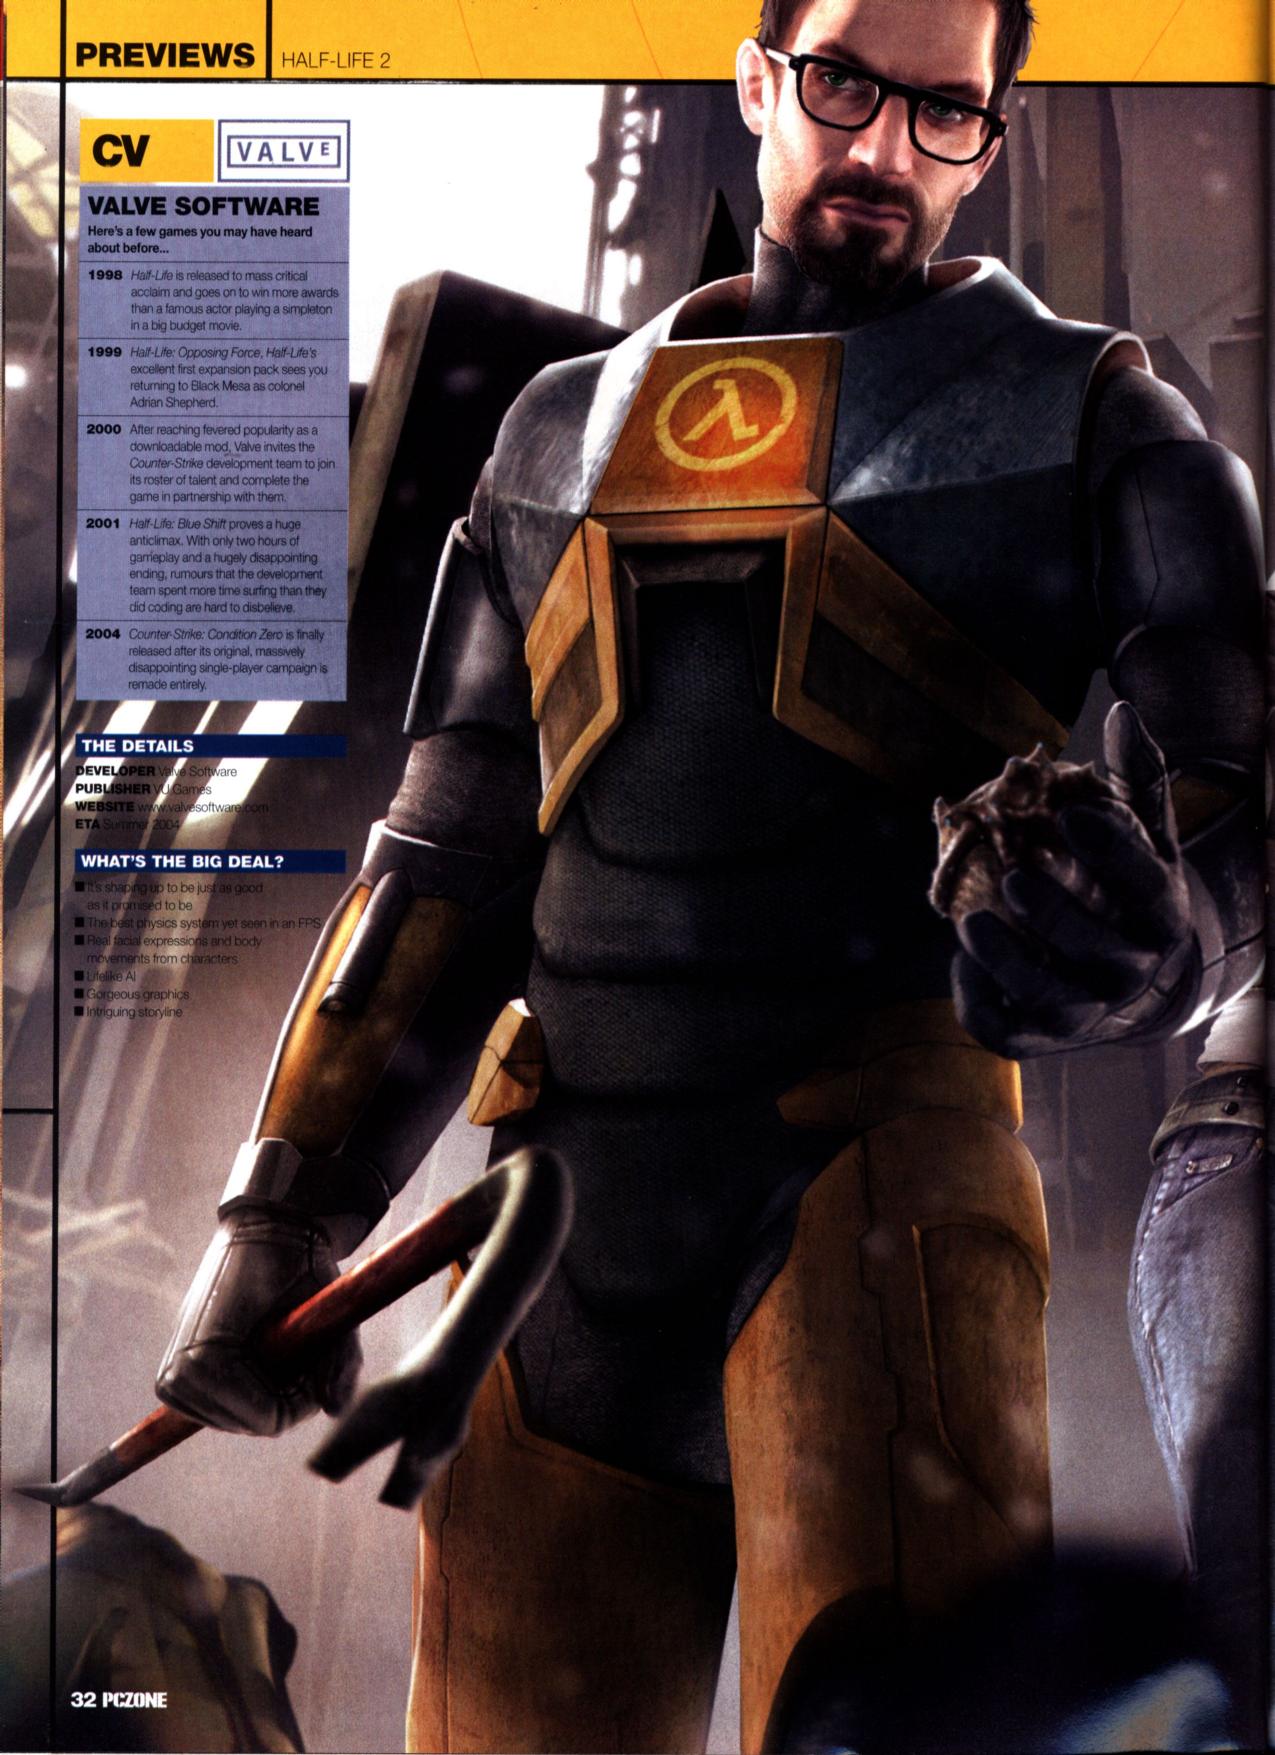 PREVIEWS HALF-LIFE 2
CV VALVE
VALVE SOFTWARE
Here's a few games you may have heard
about before...
1998 Half-Life is released to mass critical
acclaim and goes on to win more awards
than a famous actor playing a simpleton
in a big budget movie.
1999 Half-Life: Opposing Force, Half-Life's
excellent first expansion pack sees you
returning to Black Mesa as colonel
Adrian Shepherd.
2000 After reaching fevered popularity as a
downloadable mod, Valve invites the
Counter-Strike development team to join
its roster of talent and complete the
game in partnership with them.
2001 Half-Life: Blue Shift proves a huge
anticlimax. With only two hours of
gameplay and a hugely disappointing
ending, rumours that the development
team spent more time surfing than they
did coding are hard to disbelieve.
2004 Counter-Strike: Condition Zero is finally
released after its original, massively
disappointing single-player campaign is
remade entirely.
THE DETAILS
DEVELOPER Valve Software
PUBLISHER VU Games
WEBSITE www.valvesoftware.com
ETA Summer 2004
WHAT'S THE BIG DEAL?
■ It's shaping up to be just as good
as it promised to be
■ The best physics system yet seen in an FPS
■ Real facial expressions and body
movements from characters
■ Lifelike AI
■ Gorgeous graphics
■ Intriguing storyline
32 PCZONE